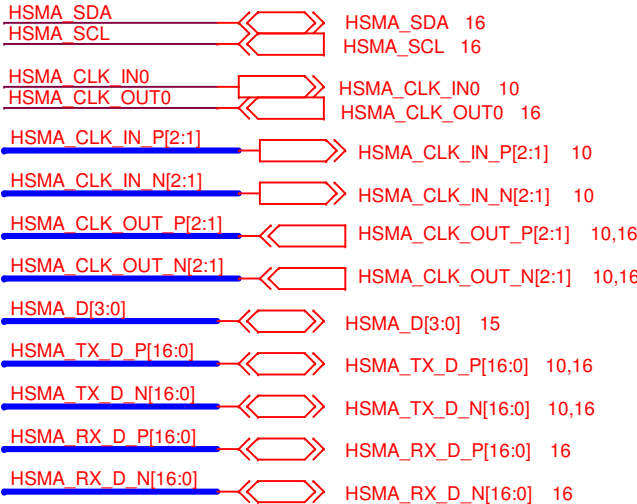 HSMA_SDA
HSMA_SDA 16
HSMA_SCL
HSMA_SCL 16
HSMA_CLK_IN0
HSMA_CLK_IN0 10
HSMA_CLK_OUT0
HSMA_CLK_OUT0 16
HSMA_CLK_IN_P[2:1]
HSMA_CLK_IN_P[2:1] 10
HSMA_CLK_IN_N[2:1]
HSMA_CLK_IN_N[2:1] 10
HSMA_CLK_OUT_P[2:1]
HSMA_CLK_OUT_P[2:1] 10,16
HSMA_CLK_OUT_N[2:1]
HSMA_CLK_OUT_N[2:1] 10,16
HSMA_D[3:0]
HSMA_D[3:0] 15
HSMA_TX_D_P[16:0]
HSMA_TX_D_P[16:0] 10,16
HSMA_TX_D_N[16:0]
HSMA_TX_D_N[16:0] 10,16
HSMA_RX_D_P[16:0]
HSMA_RX_D_P[16:0] 16
HSMA_RX_D_N[16:0]
HSMA_RX_D_N[16:0] 16